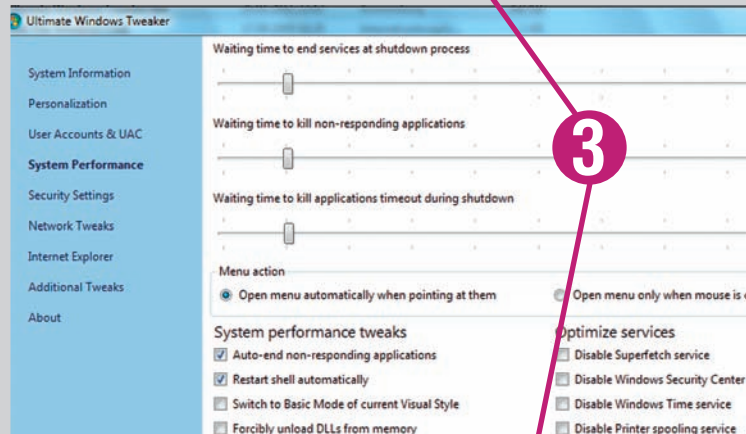 Ultimate Windows Tweaker
System Information
Personalization
User Accounts & UAC
System Performance
Security Settings
Network Tweaks
Internet Explorer
Additional Tweaks
About
Waiting time to end services at shutdown process
Waiting time to kill non-responding applications
3
Waiting time to kill applications timeout during shutdown
Menu action
Open menu automatically when pointing at them
Open menu only when mouse is
System performance tweaks
Auto-end non-responding applications
Restart shell automatically
Switch to Basic Mode of current Visual Style
Forcibly unload DLLs from memory
Optimize services
Disable Superfetch service
Disable Windows Security Center
Disable Windows Time service
Disable Printer spooling service